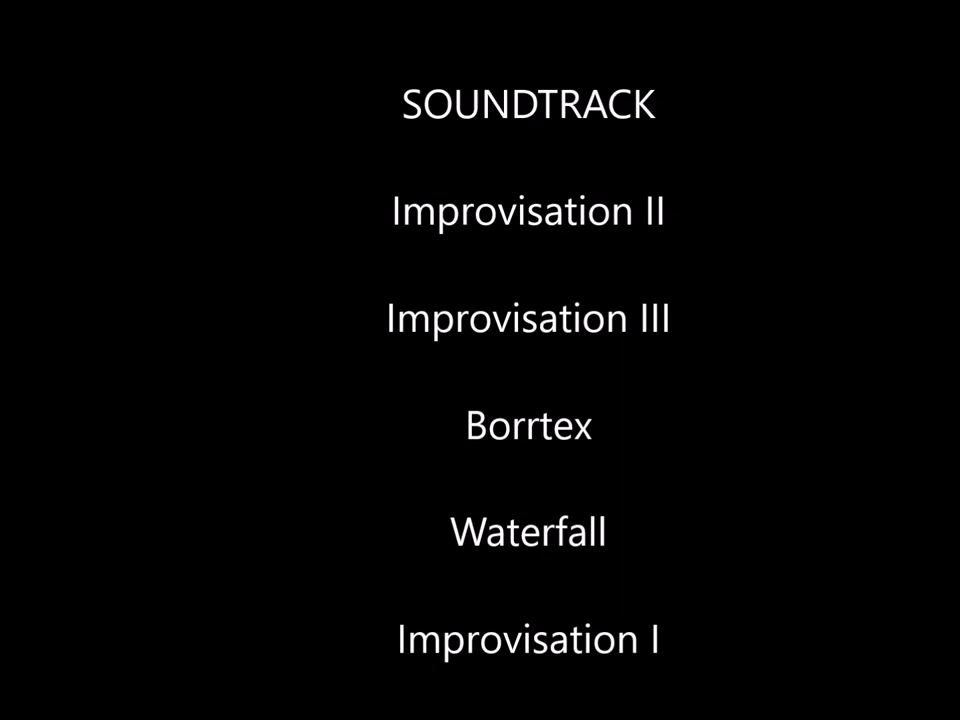 SOUNDTRACK
Improvisation II
Improvisation III
Borrtex
Waterfall
Improvisation I